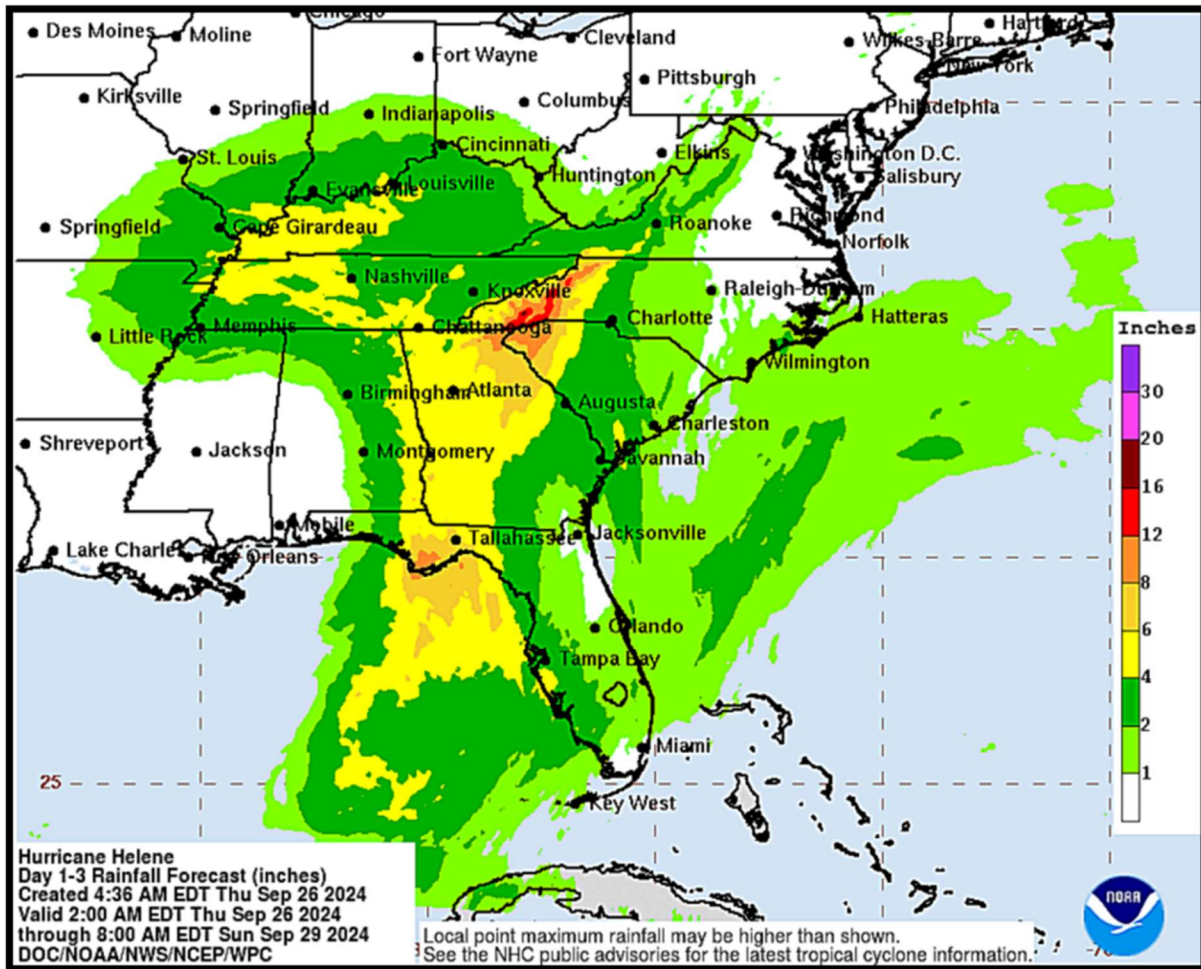 Chicago
Hartford
Des Moines
Moline
Cleveland
Wilkes-Barre
Fort Wayne
New York
Pittsburgh
Kirksville
Springfield
Columbus
Philadelphia
Indianapolis
Cincinnati
Elkins
Washington D.C.
St. Louis
Huntington
Salisbury
Evansville
Louisville
Springfield
Cape Girardeau
Roanoke
Richmond
Norfolk
Nashville
Knoxville
Raleigh-Durham
Hatteras
Memphis
Chattanooga
Charlotte
Little Rock
Wilmington
Birmingham
Atlanta
Augusta
Charleston
Shreveport
Jackson
Montgomery
Savannah
Mobile
Tallahassee
Jacksonville
Lake Charle
New Orleans
Orlando
Tampa Bay
Miami
25
Key West
Inches
30
20
16
12
8
6
4
2
1
Hurricane Helene
Day 1-3 Rainfall Forecast (inches)
Created 4:36 AM EDT Thu Sep 26 2024
Valid 2:00 AM EDT Thu Sep 26 2024
through 8:00 AM EDT Sun Sep 29 2024
DOC/NOAA/NWS/NCEP/WPC
Local point maximum rainfall may be higher than shown.
See the NHC public advisories for the latest tropical cyclone information.
NOAA